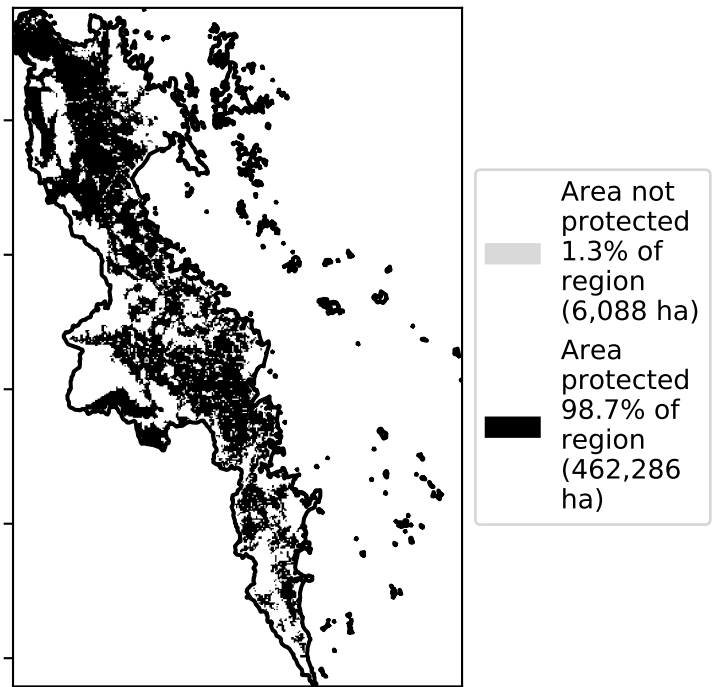 Area not
protected
1.3% of
region
(6,088 ha)
Area
protected
98.7% of
region
(462,286
ha)